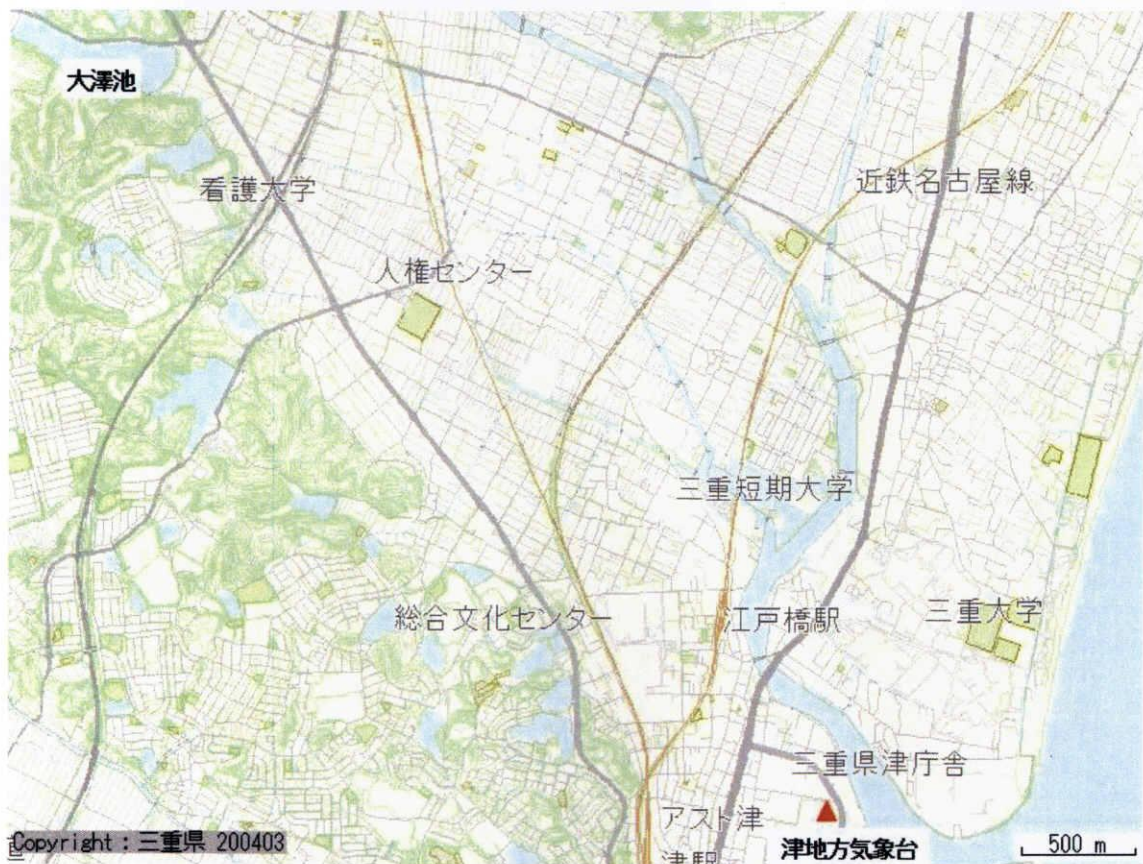 大澤池
看護大学
近鉄名古屋線
人権センター
三重短期大学
総合文化センター
江戸橋駅
三重大学
三重県津庁舎
アスト津
津駅
津地方気象台
500 m
Copyright : 三重県 200403